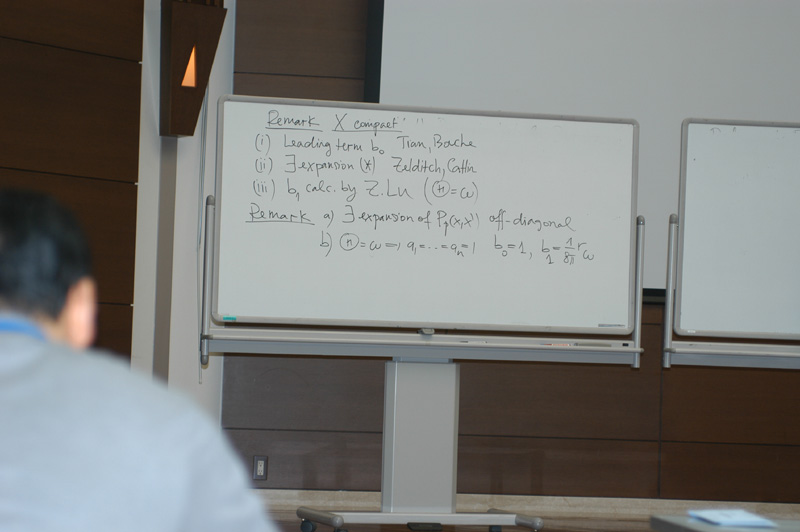 Remark X compact
(i) Leading term b₀ Tian, Bouche
(ii) ∃ expansion (*) Zelditch, Catlin
(iii) b₁ calc. by Z. Lu (Ⓗ=ω)
Remark a) ∃ expansion of Pₚ(x,x') off-diagonal
b) Ⓗ=ω ⇒ a₁=...=aₙ=1 b₀=1, b₁=1/8π r_ω